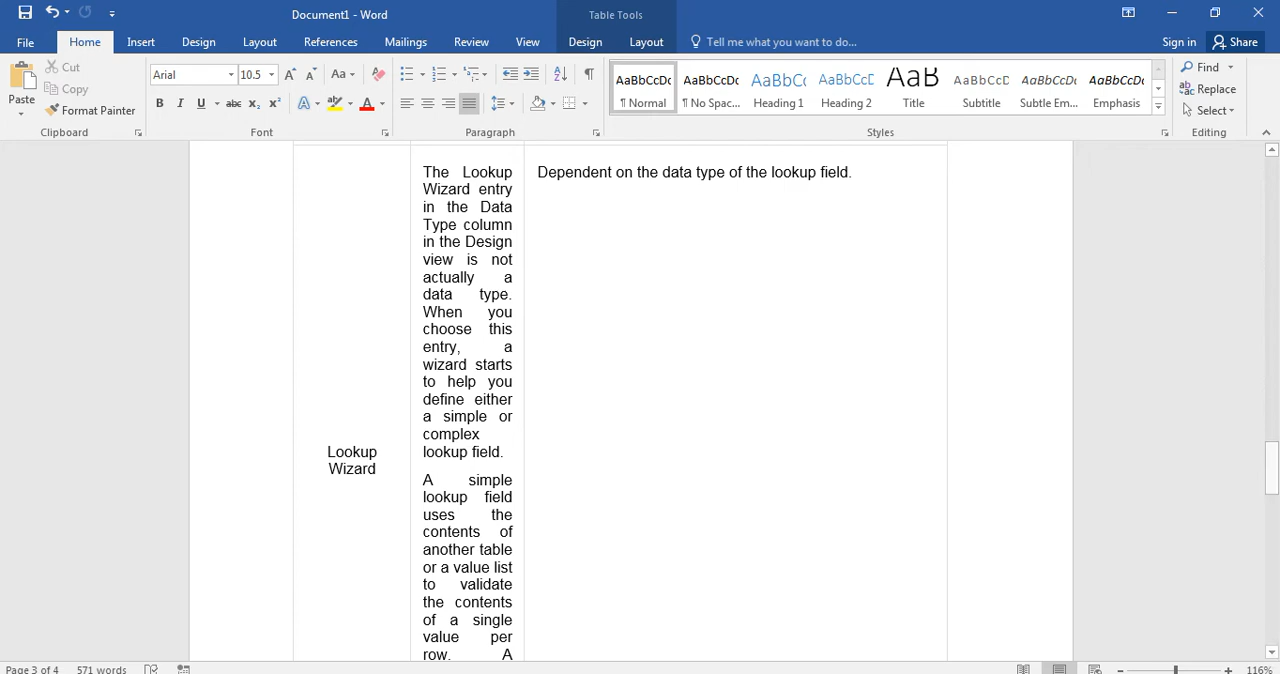 Document1 - Word
Table Tools
File Home Insert Design Layout References Mailings Review View Design Layout Tell me what you want to do... Sign in Share
Paste
Cut
Copy
Format Painter
Clipboard
Arial 10.5
Font
Paragraph
AaBbCcDc AaBbCcDc AaBbC AaBbCcD AaB AaBbCcD AaBbCcDc AaBbCcDc
¶ Normal ¶ No Spac... Heading 1 Heading 2 Title Subtitle Subtle Em... Emphasis
Styles
Find
Replace
Select
Editing
Lookup
Wizard
The Lookup
Wizard entry
in the Data
Type column
in the Design
view is not
actually a
data type.
When you
choose this
entry, a
wizard starts
to help you
define either
a simple or
complex
lookup field.
A simple
lookup field
uses the
contents of
another table
or a value list
to validate
the contents
of a single
value per
row. A
Dependent on the data type of the lookup field.
Page 3 of 4 571 words 116%